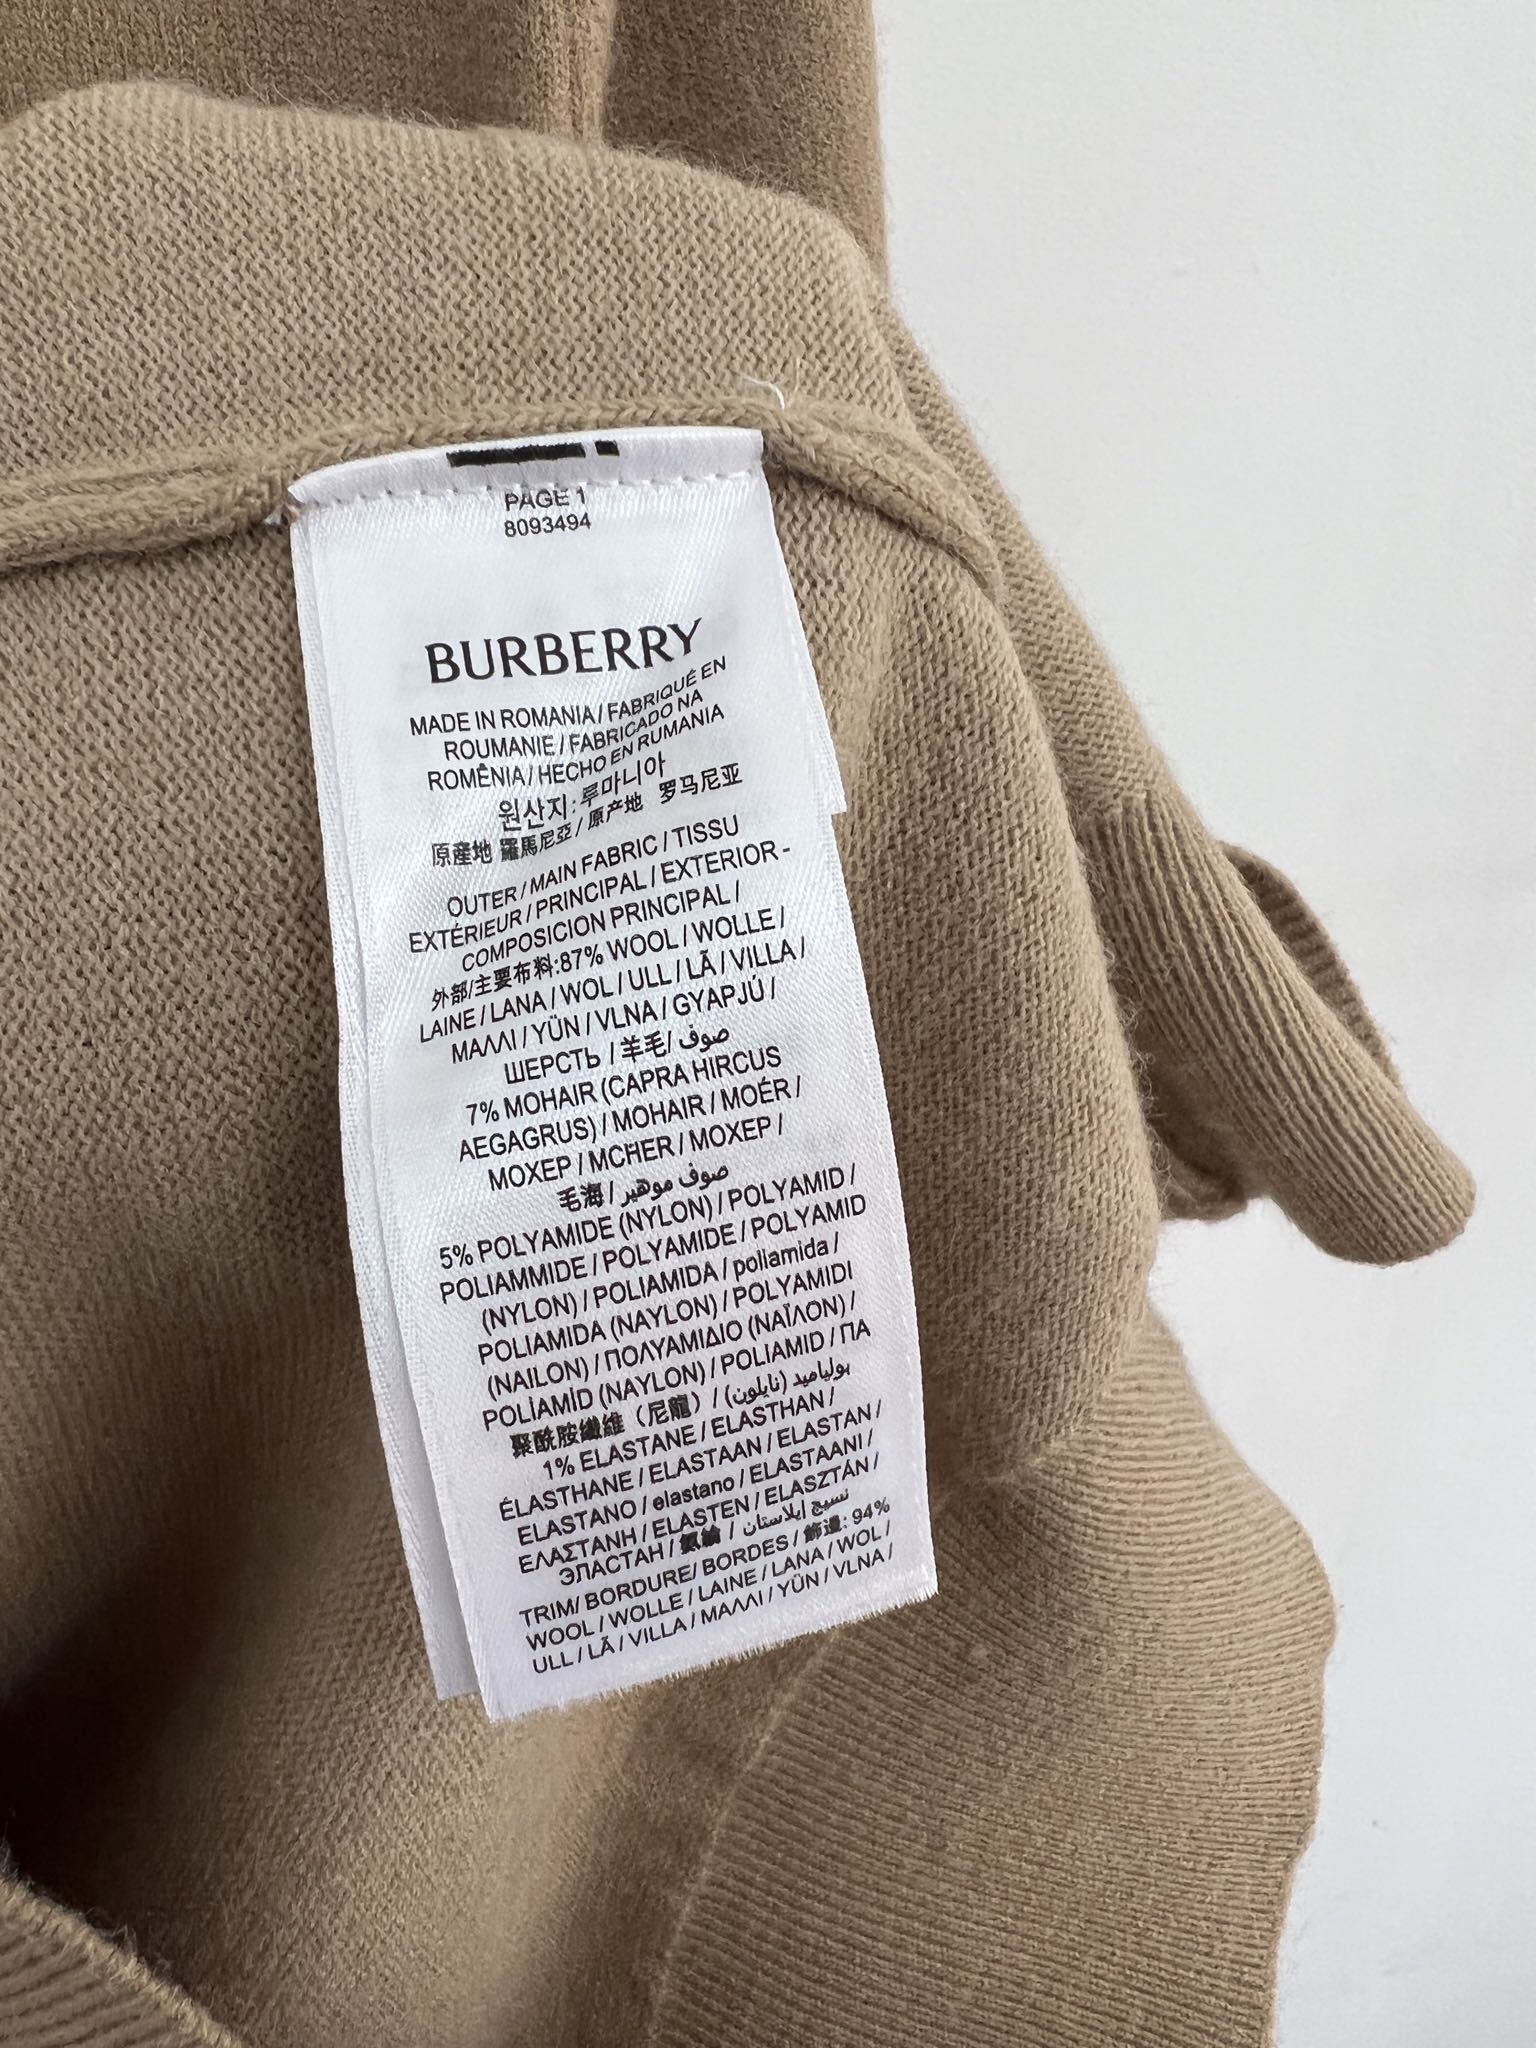 PAGE 1
8093494
BURBERRY
MADE IN ROMANIA / FABRIQUÉ EN
ROUMANIE / FABRICADO NA
ROMÊNIA / HECHO EN RUMANIA
원산지: 루마니아
原産地 羅馬尼亞 / 原产地 罗马尼亚
OUTER / MAIN FABRIC / TISSU
EXTÉRIEUR / PRINCIPAL / EXTERIOR -
COMPOSICION PRINCIPAL /
外部/主要布料:87% WOOL / WOLLE /
LAINE / LANA / WOL / ULL / LÃ / VILLA /
ΜΑΛΛΙ / YÜN / VLNA / GYAPJÚ /
ШЕРСТЬ / 羊毛/ صوف
7% MOHAIR (CAPRA HIRCUS
AEGAGRUS) / MOHAIR / MOÉR /
MOXEP / MCHER / МОХЕР /
毛海 / صوف موهير
5% POLYAMIDE (NYLON) / POLYAMID /
POLIAMMIDE / POLYAMIDE / POLYAMID
(NYLON) / POLIAMIDA / poliamida /
POLIAMIDA (NAYLON) / POLYAMIDI
(NAILON) / ΠΟΛΥΑΜΙΔΙΟ (ΝΑΪΛΟΝ) /
POLİAMİD (NAYLON) / POLIAMID / ПА
聚酰胺纖維（尼龍）/ بولياميد (نايلون)
1% ELASTANE / ELASTHAN /
ÉLASTHANE / ELASTAAN / ELASTAN /
ELASTANO / elastano / ELASTAANI /
ΕΛΑΣΤΑΝΗ / ELASTEN / ELASZTÁN /
ЭЛАСТАН / 氨綸 / نسيج إيلاستان
TRIM/ BORDURE/ BORDES / 飾邊: 94%
WOOL / WOLLE / LAINE / LANA / WOL /
ULL / LÃ / VILLA / ΜΑΛΛΙ / YÜN / VLNA /